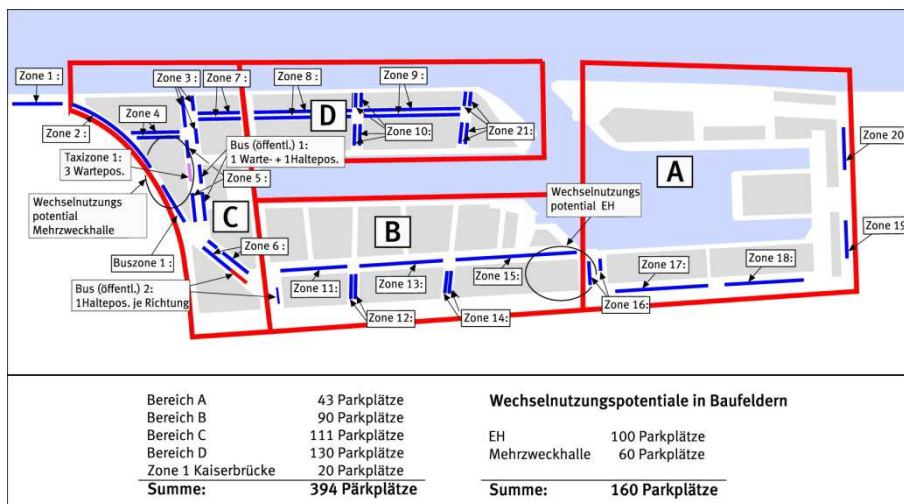 Zone 1 :
Zone 3 :
Zone 7 :
Zone 8 :
Zone 9 :
Zone 2 :
Zone 4
D
Zone 10:
Zone 21:
Zone 20
Taxizone 1:
3 Wartepos.
Bus (öffentl.) 1:
1 Warte- + 1Haltepos.
Zone 5 :
A
Wechselnutzungs
potential EH
Wechselnutzungs
potential
Mehrzweckhalle
C
B
Zone 19
Buszone 1 :
Zone 6 :
Zone 15:
Zone 17:
Zone 18:
Bus (öffentl.) 2:
1Haltepos. je Richtung
Zone 11:
Zone 13:
Zone 12:
Zone 14:
Zone 16:
Bereich A 43 Parkplätze
Bereich B 90 Parkplätze
Bereich C 111 Parkplätze
Bereich D 130 Parkplätze
Zone 1 Kaiserbrücke 20 Parkplätze
Summe: 394 Pärkplätze
Wechselnutzungspotentiale in Baufeldern
EH 100 Parkplätze
Mehrzweckhalle 60 Parkplätze
Summe: 160 Parkplätze